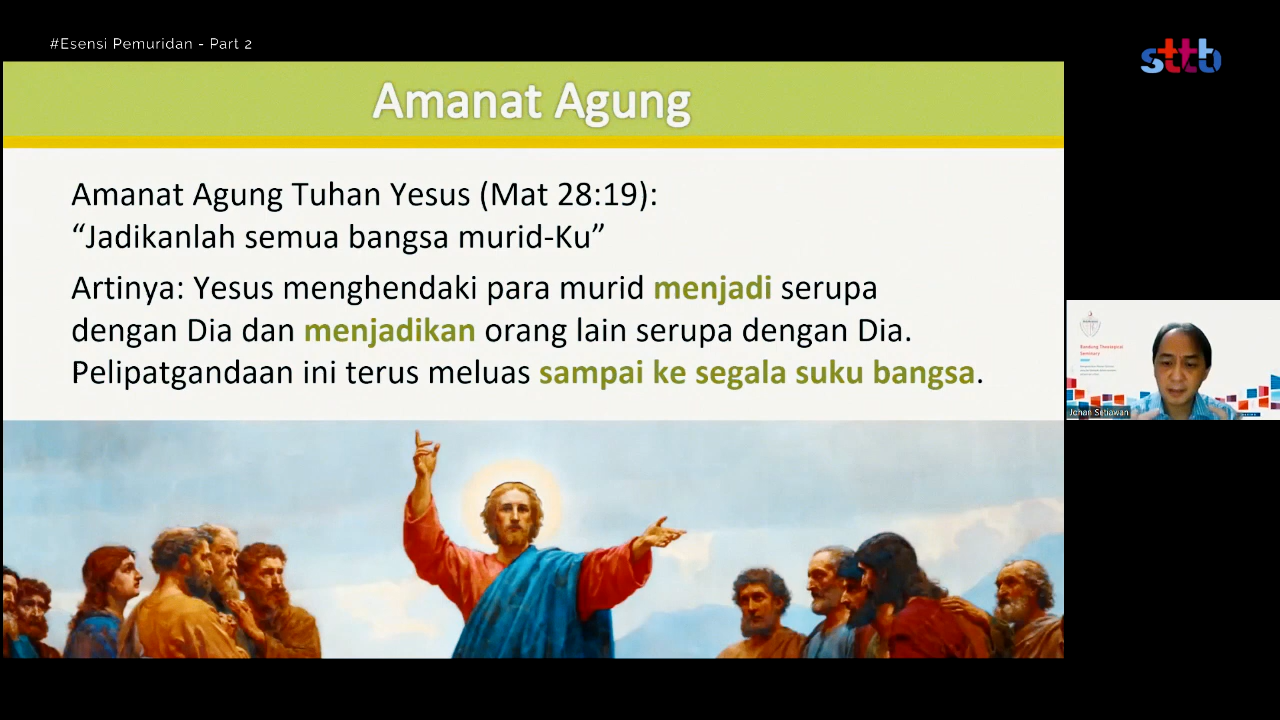 #Esensi Pemuridan - Part 2
sttb
Amanat Agung
Amanat Agung Tuhan Yesus (Mat 28:19):
“Jadikanlah semua bangsa murid-Ku”
Artinya: Yesus menghendaki para murid menjadi serupa
dengan Dia dan menjadikan orang lain serupa dengan Dia.
Pelipatgandaan ini terus meluas sampai ke segala suku bangsa.
Bandung Theological
Seminary
Johan Setiawan